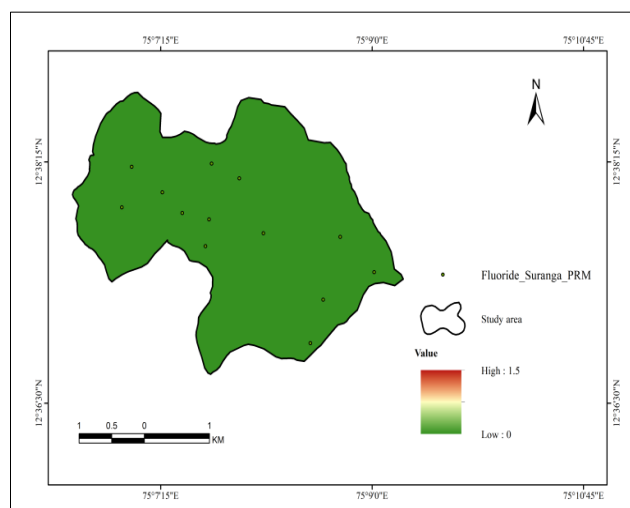 75°7'15"E 75°9'0"E 75°10'45"E
N
12°38'15"N 12°38'15"N
Fluoride_Suranga_PRM
Study area
Value
High : 1.5
Low : 0
12°36'30"N 12°36'30"N
1 0.5 0 1
KM
75°7'15"E 75°9'0"E 75°10'45"E